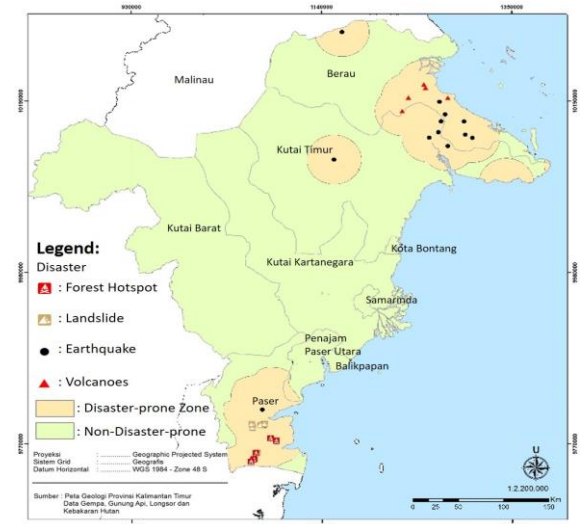 1140000
Malinau
Berau
Kutai Timur
Kutai Barat
Kutai Kartanegara
Kota Bontang
Samarinda
Penajam
Paser Utara
Balikpapan
Paser
Legend:
Disaster
: Forest Hotspot
: Landslide
: Earthquake
: Volcanoes
: Disaster-prone Zone
: Non-Disaster-prone
Proyeksi : ............ Geographic Projected System
Sistem Grid : ............ Geografis
Datum Horizontal : ............ WGS 1984 - Zone 48 S
Sumber : Peta Geologi Provinsi Kalimantan Timur
Data Gempa, Gunung Api, Longsor dan
Kebakaran Hutan
U
1:2.200.000
0 25 50 100 150
Km